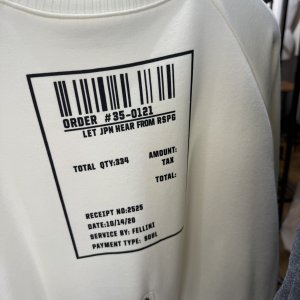 ORDER #35-0121
LET JPN HEAR FROM RSPG
TOTAL QTY:334 AMOUNT:
TAX
TOTAL:
RECEIPT NO:2525
DATE:10/14/20
SERVICE BY: FELLINI
PAYMENT TYPE: SOUL